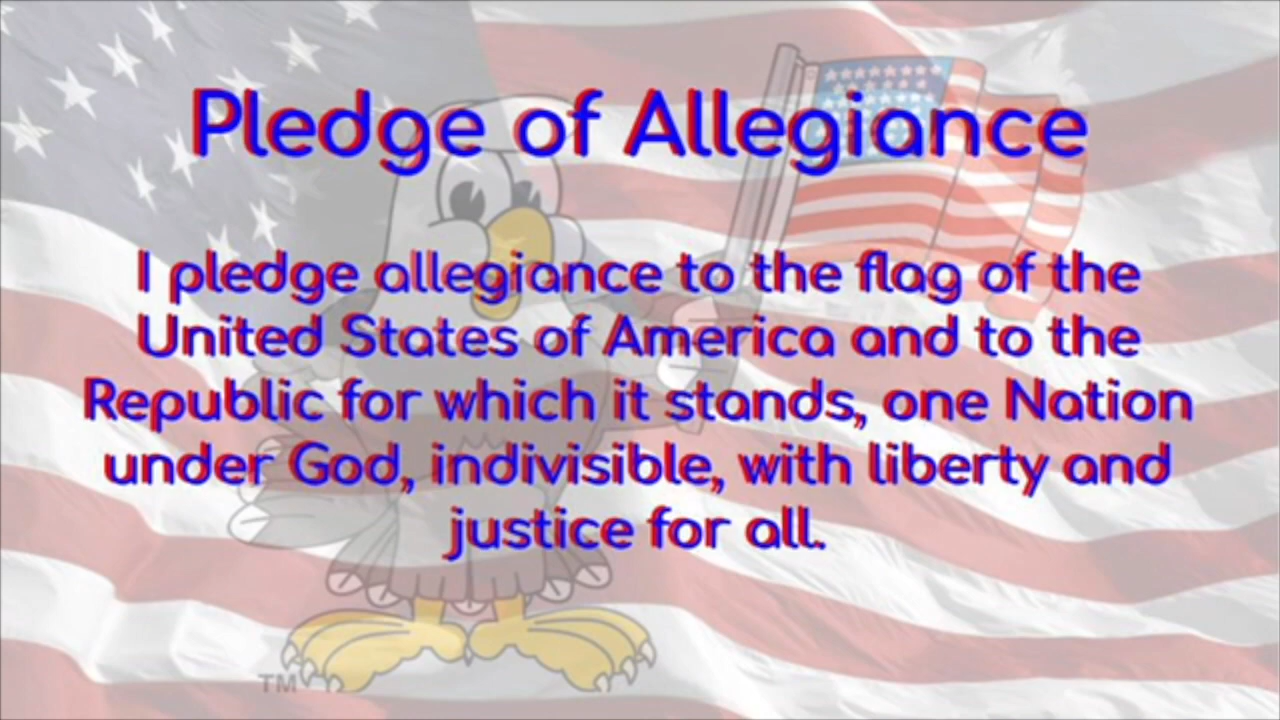 Pledge of Allegiance
I pledge allegiance to the flag of the
United States of America and to the
Republic for which it stands, one Nation
under God, indivisible, with liberty and
justice for all.
TM